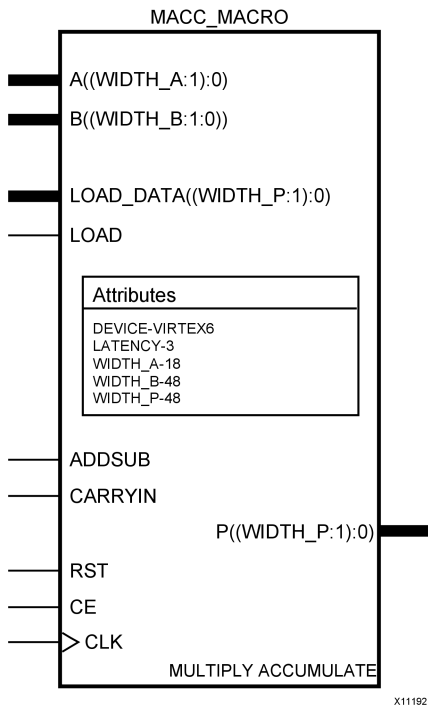 MACC_MACRO
A((WIDTH_A:1):0)
B((WIDTH_B:1:0))
LOAD_DATA((WIDTH_P:1):0)
LOAD
Attributes
DEVICE-VIRTEX6
LATENCY-3
WIDTH_A-18
WIDTH_B-48
WIDTH_P-48
ADDSUB
CARRYIN
P((WIDTH_P:1):0)
RST
CE
CLK
MULTIPLY ACCUMULATE
X11192